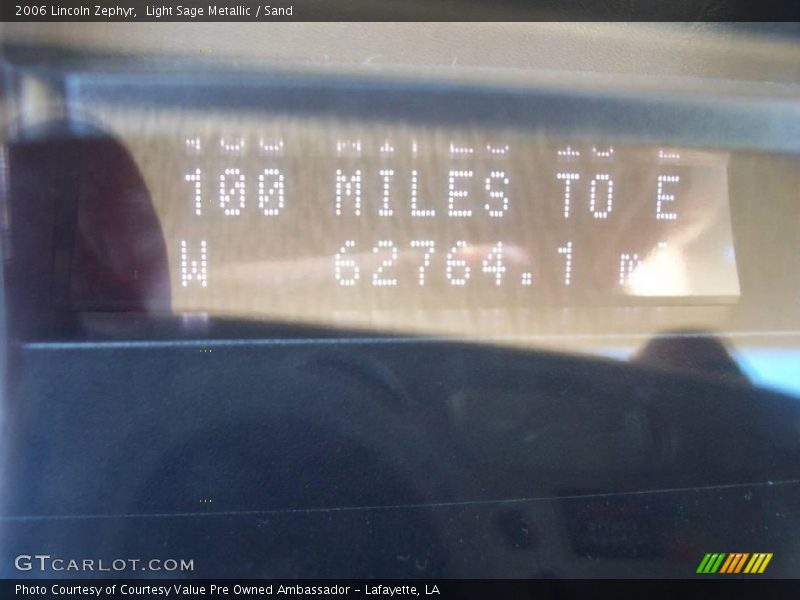 2006 Lincoln Zephyr,  Light Sage Metallic / Sand
100 MILES TO E
W 62764.1 mi
GTCARLOT.COM
Photo Courtesy of Courtesy Value Pre Owned Ambassador - Lafayette, LA